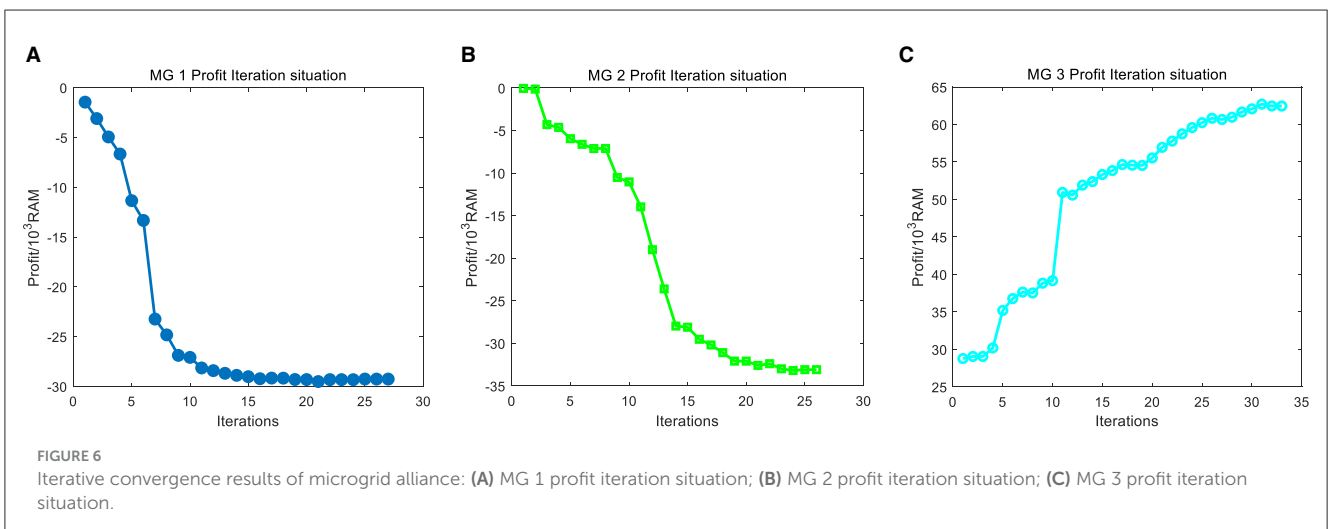 A
MG 1 Profit Iteration situation
0
-5
-10
-15
-20
-25
-30
Profit/10³RAM
0 5 10 15 20 25 30
Iterations
B
MG 2 Profit Iteration situation
0
-5
-10
-15
-20
-25
-30
-35
Profit/10³RAM
0 5 10 15 20 25 30
Iterations
C
MG 3 Profit Iteration situation
65
60
55
50
45
40
35
30
25
Profit/10³RAM
0 5 10 15 20 25 30 35
Iterations
FIGURE 6
Iterative convergence results of microgrid alliance: (A) MG 1 profit iteration situation; (B) MG 2 profit iteration situation; (C) MG 3 profit iteration
situation.